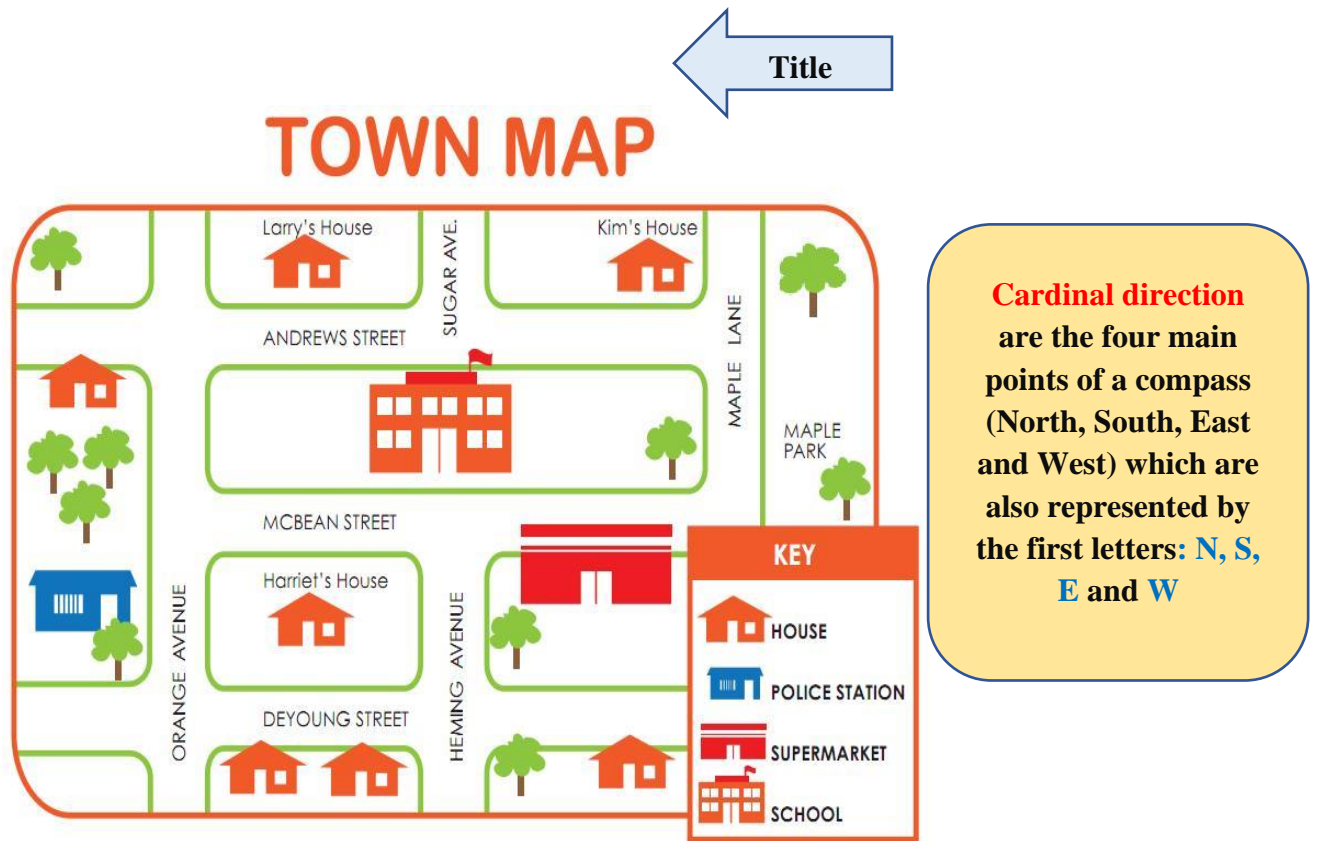 Title
TOWN MAP
Larry's House
SUGAR AVE.
Kim's House
ANDREWS STREET
MAPLE LANE
MAPLE
PARK
MCBEAN STREET
Harriet's House
ORANGE AVENUE
HEMING AVENUE
DEYOUNG STREET
KEY
HOUSE
POLICE STATION
SUPERMARKET
SCHOOL
Cardinal direction
are the four main
points of a compass
(North, South, East
and West) which are
also represented by
the first letters: N, S,
E and W